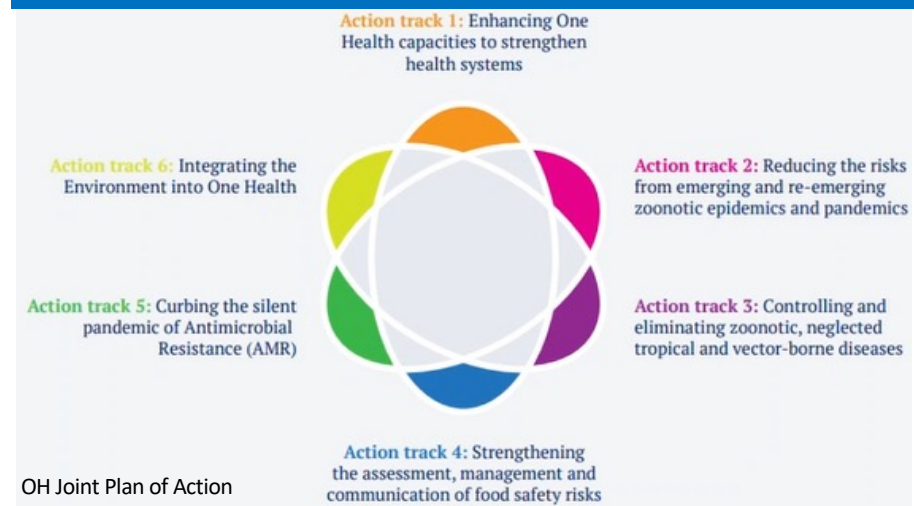 Action track 1: Enhancing One
Health capacities to strengthen
health systems
Action track 2: Reducing the risks
from emerging and re-emerging
zoonotic epidemics and pandemics
Action track 3: Controlling and
eliminating zoonotic, neglected
tropical and vector-borne diseases
Action track 4: Strengthening
the assessment, management and
communication of food safety risks
Action track 5: Curbing the silent
pandemic of Antimicrobial
Resistance (AMR)
Action track 6: Integrating the
Environment into One Health
OH Joint Plan of Action